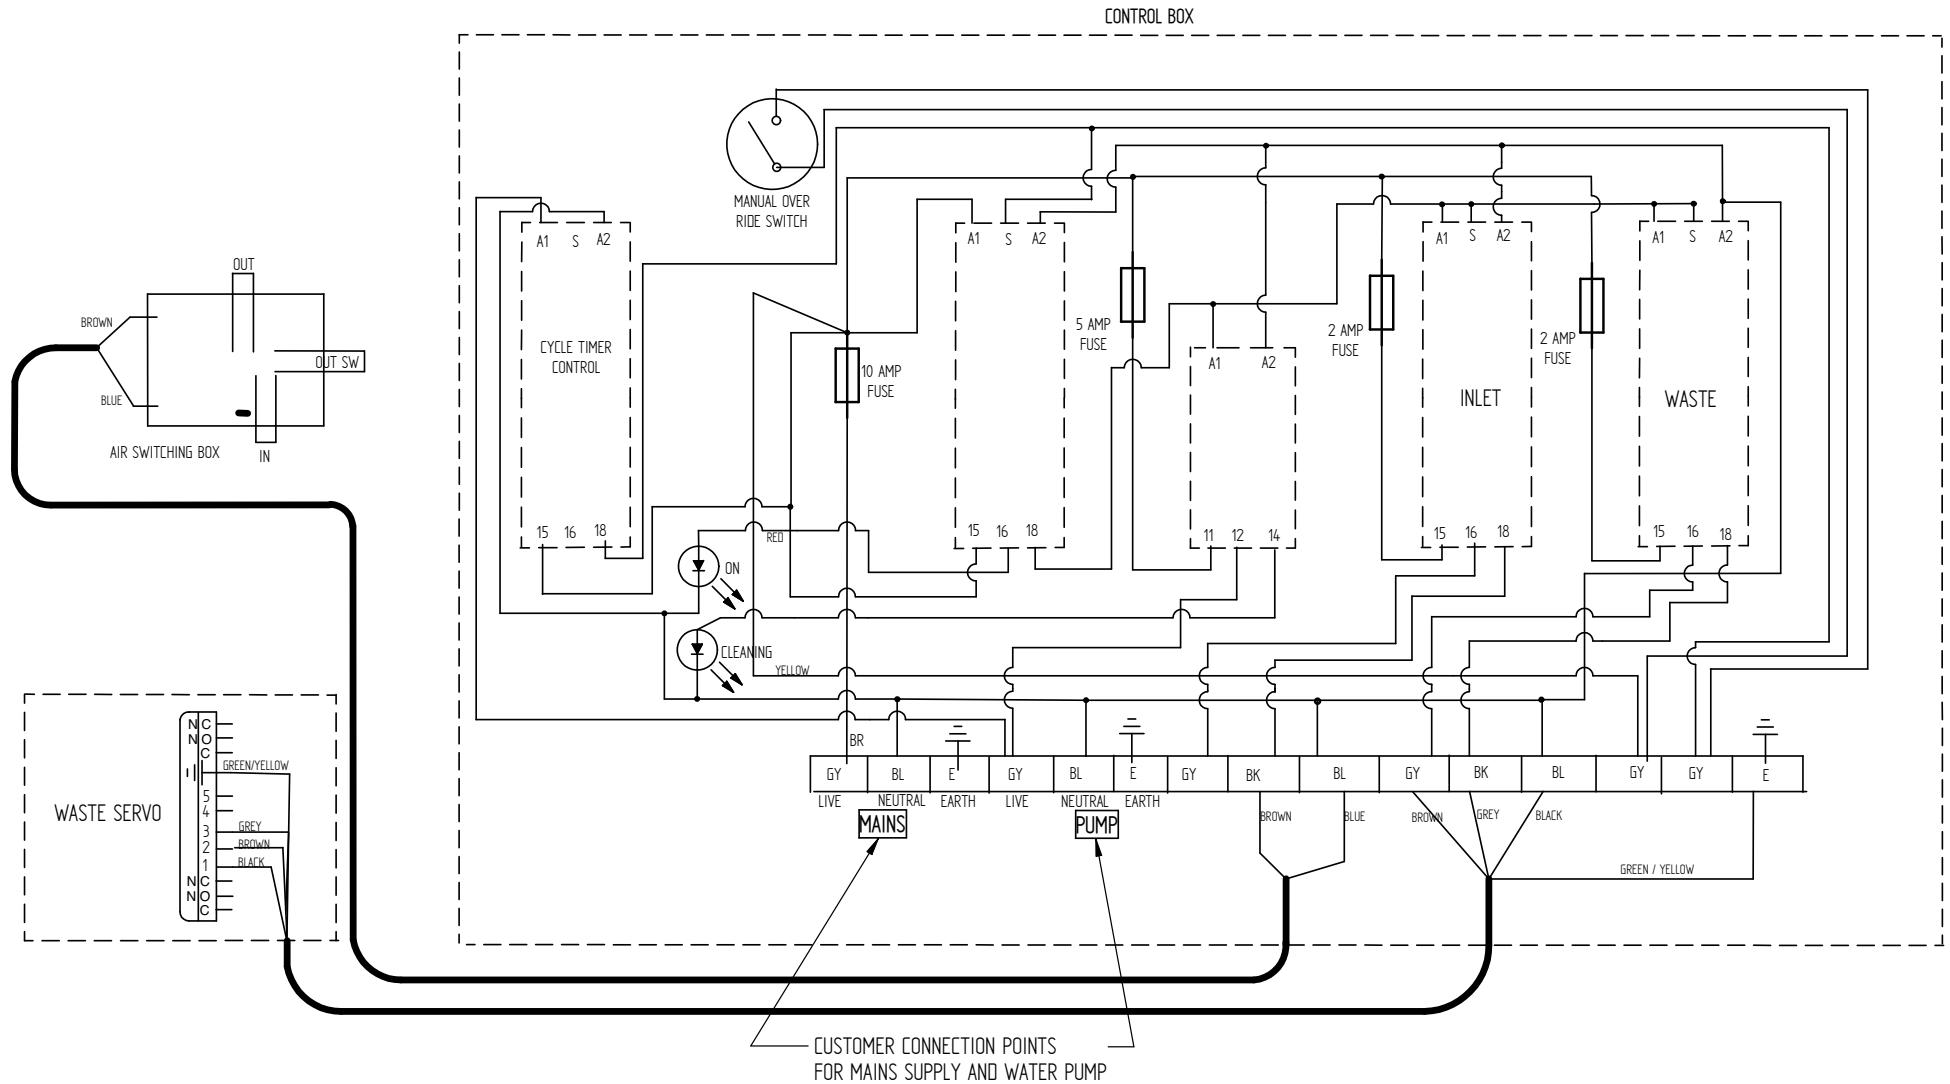 CONTROL BOX
MANUAL OVER
RIDE SWITCH
A1 S A2
CYCLE TIMER
CONTROL
15 16 18
A1 S A2
15 16 18
10 AMP
FUSE
5 AMP
FUSE
A1 A2
11 12 14
2 AMP
FUSE
A1 S A2
INLET
15 16 18
2 AMP
FUSE
A1 S A2
WASTE
15 16 18
OUT
BROWN
OUT SW
BLUE
AIR SWITCHING BOX
IN
RED
ON
CLEANING
YELLOW
BR
GY BL E GY BL E GY BK BL GY BK BL GY GY E
LIVE NEUTRAL EARTH LIVE NEUTRAL EARTH
MAINS
PUMP
BROWN BLUE BROWN GREY BLACK
GREEN / YELLOW
WASTE SERVO
N C
N O
C
GREEN/YELLOW
5
4
3 GREY
2 BROWN
1 BLACK
N C
N O
C
CUSTOMER CONNECTION POINTS
FOR MAINS SUPPLY AND WATER PUMP